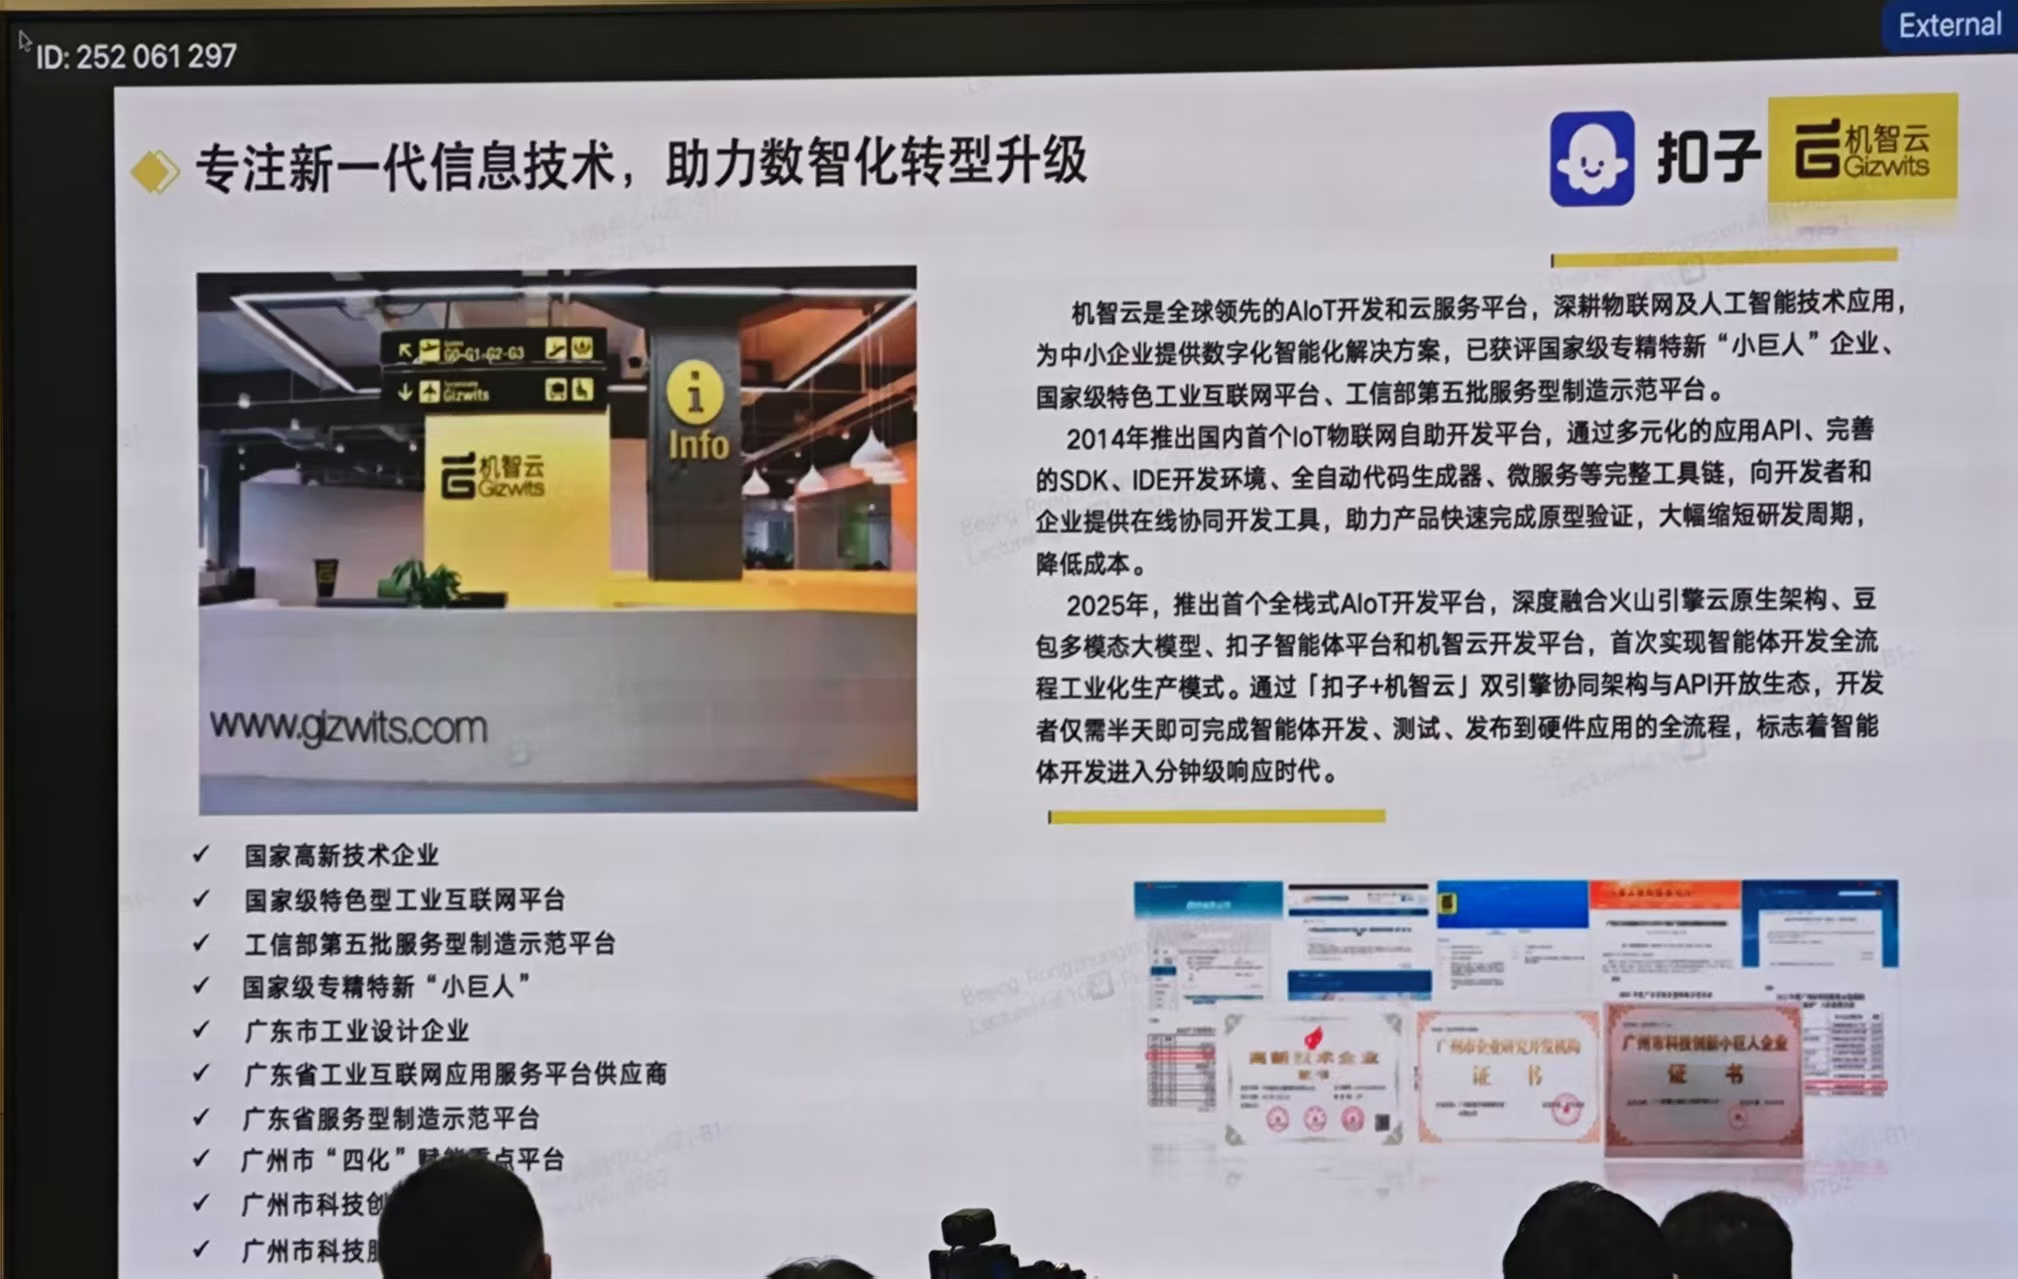 ID: 252 061 297
External
专注新一代信息技术，助力数智化转型升级
扣子
机智云
Gizwits
G0-G1-G2-G3
Gizwits
i
Info
机智云
Gizwits
www.gizwits.com
机智云是全球领先的AIoT开发和云服务平台，深耕物联网及人工智能技术应用，
为中小企业提供数字化智能化解决方案，已获评国家级专精特新“小巨人”企业、
国家级特色工业互联网平台、工信部第五批服务型制造示范平台。
2014年推出国内首个IoT物联网自助开发平台，通过多元化的应用API、完善
的SDK、IDE开发环境、全自动代码生成器、微服务等完整工具链，向开发者和
企业提供在线协同开发工具，助力产品快速完成原型验证，大幅缩短研发周期，
降低成本。
2025年，推出首个全栈式AIoT开发平台，深度融合火山引擎云原生架构、豆
包多模态大模型、扣子智能体平台和机智云开发平台，首次实现智能体开发全流
程工业化生产模式。通过「扣子+机智云」双引擎协同架构与API开放生态，开发
者仅需半天即可完成智能体开发、测试、发布到硬件应用的全流程，标志着智能
体开发进入分钟级响应时代。
✓ 国家高新技术企业
✓ 国家级特色型工业互联网平台
✓ 工信部第五批服务型制造示范平台
✓ 国家级专精特新“小巨人”
✓ 广东市工业设计企业
✓ 广东省工业互联网应用服务平台供应商
✓ 广东省服务型制造示范平台
✓ 广州市“四化”赋能重点平台
✓ 广州市科技创
✓ 广州市科技
高新技术企业
证书
广州市企业研究开发机构
证 书
广州市科技创新小巨人企业
证 书